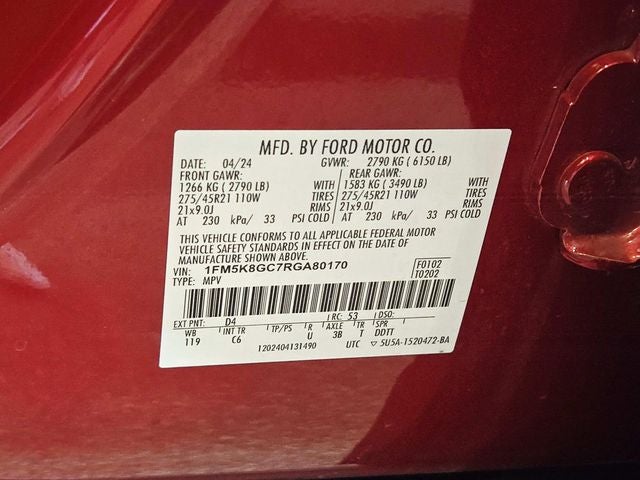 MFD. BY FORD MOTOR CO.
DATE: 04/24 GVWR: 2790 KG ( 6150 LB)
FRONT GAWR: REAR GAWR:
1266 KG ( 2790 LB) WITH 1583 KG ( 3490 LB) WITH
275/45R21 110W TIRES 275/45R21 110W TIRES
21x9.0J RIMS 21x9.0J RIMS
AT 230 kPa/ 33 PSI COLD AT 230 kPa/ 33 PSI COLD
THIS VEHICLE CONFORMS TO ALL APPLICABLE FEDERAL MOTOR
VEHICLE SAFETY STANDARDS IN EFFECT ON THE DATE OF
MANUFACTURE SHOWN ABOVE.
VIN: 1FM5K8GC7RGA80170 F0102
TYPE: MPV T0202
EXT PNT: D4 RC: 53 DSO:
WB INT TR TP/PS R AXLE TR SPR
119 C6 U 3B T DDTT
1202404131490 UTC ▽ 5U5A-1520472-BA